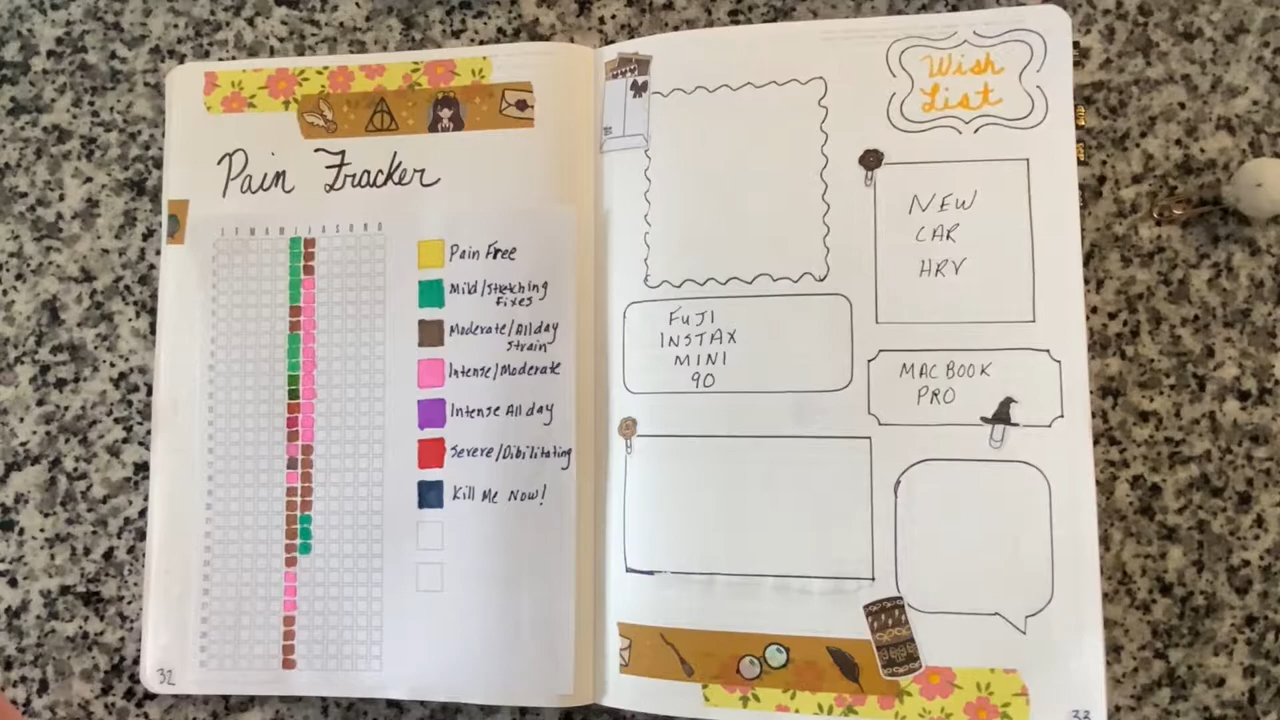 Pain Tracker
J F M A M J J A S O N D
Pain Free
Mild/Stretching
Fixes
Moderate/All day
Strain
Intense/Moderate
Intense All day
Severe/Dibilitating
Kill Me Now!
32
Wish
List
NEW
CAR
HRV
FUJI
INSTAX
MINI
90
MACBOOK
PRO
33